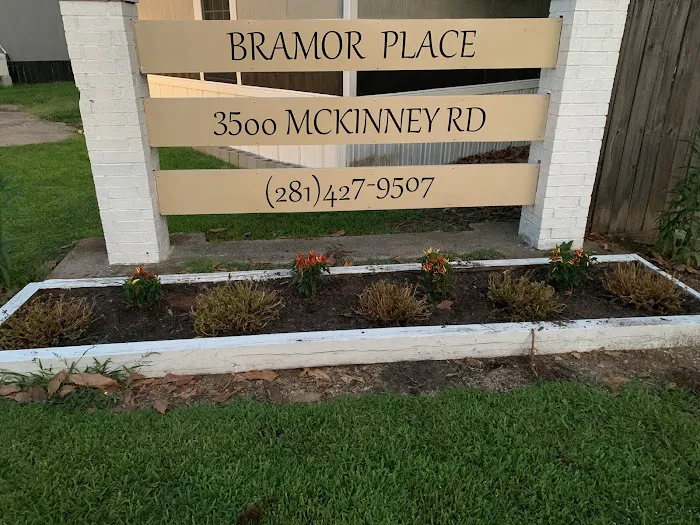 BRAMOR PLACE
3500 MCKINNEY RD
(281)427-9507